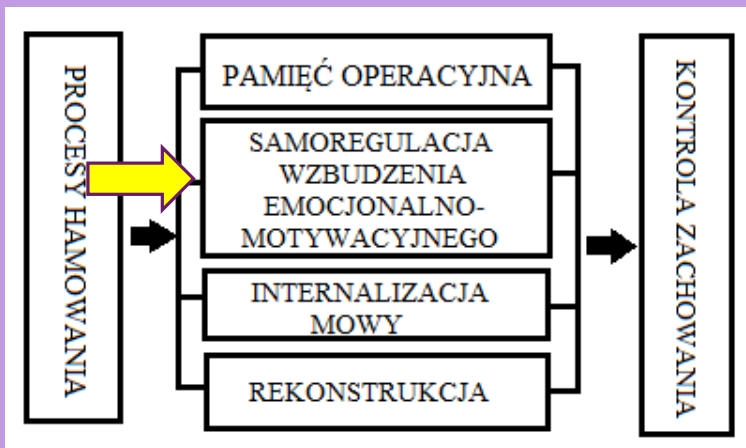 PROCESY HAMOWANIA
PAMIĘĆ OPERACYJNA
SAMOREGULACJA
WZBUDZENIA
EMOCJONALNO-
MOTYWACYJNEGO
INTERNALIZACJA
MOWY
REKONSTRUKCJA
KONTROLA ZACHOWANIA